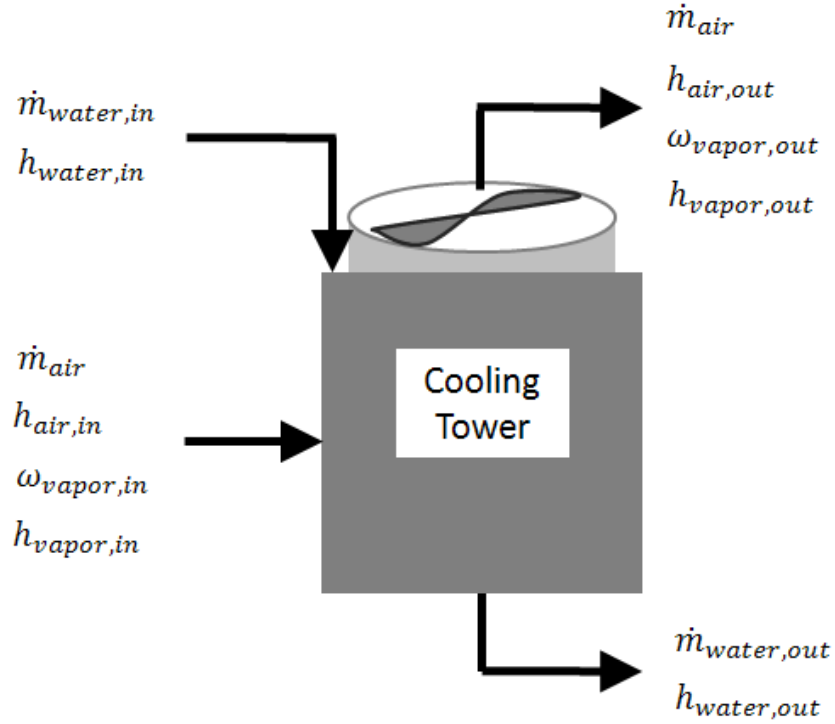 ṁ_air
h_air,out
ω_vapor,out
h_vapor,out
ṁ_water,in
h_water,in
ṁ_air
h_air,in
ω_vapor,in
h_vapor,in
Cooling
Tower
ṁ_water,out
h_water,out